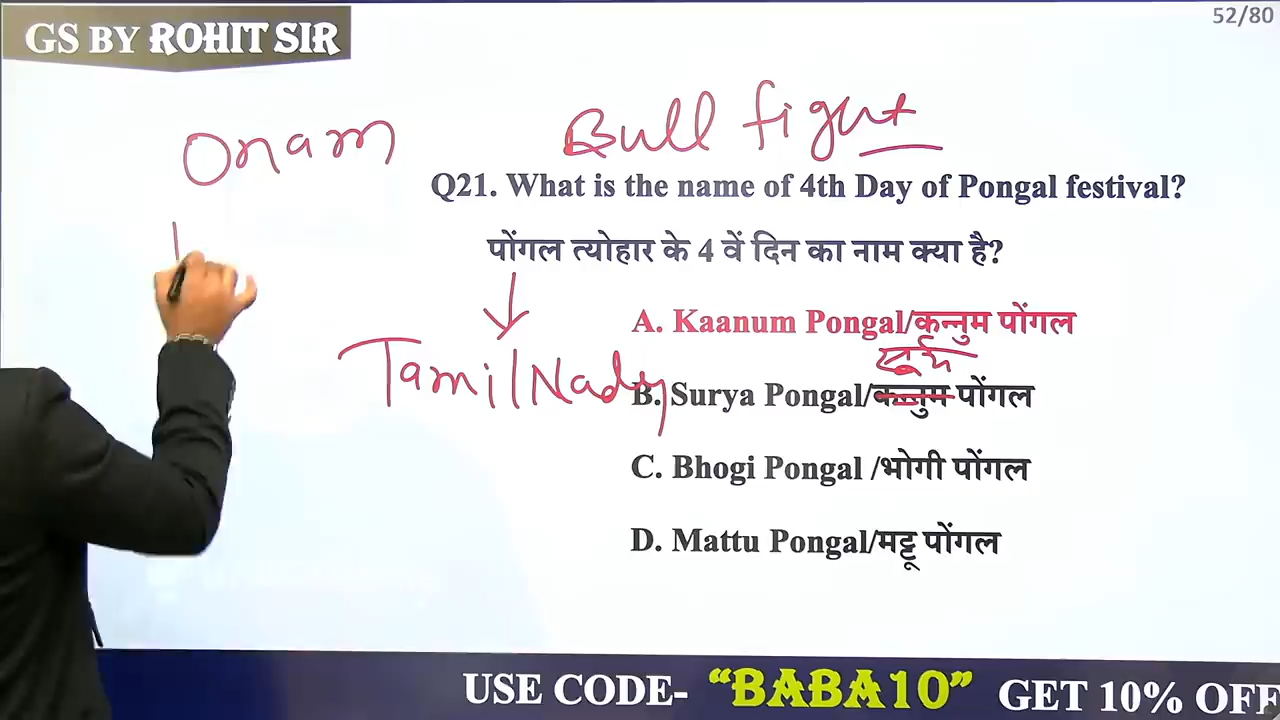 GS BY ROHIT SIR
52/80
Onam
Bull fight
Q21. What is the name of 4th Day of Pongal festival?
पोंगल त्योहार के 4 वें दिन का नाम क्या है?
A. Kaanum Pongal/कन्नुम पोंगल
Tamil Nadu
सूर्य
B. Surya Pongal/कन्नुम पोंगल
C. Bhogi Pongal /भोगी पोंगल
D. Mattu Pongal/मट्टू पोंगल
USE CODE- “BABA10” GET 10% OFF